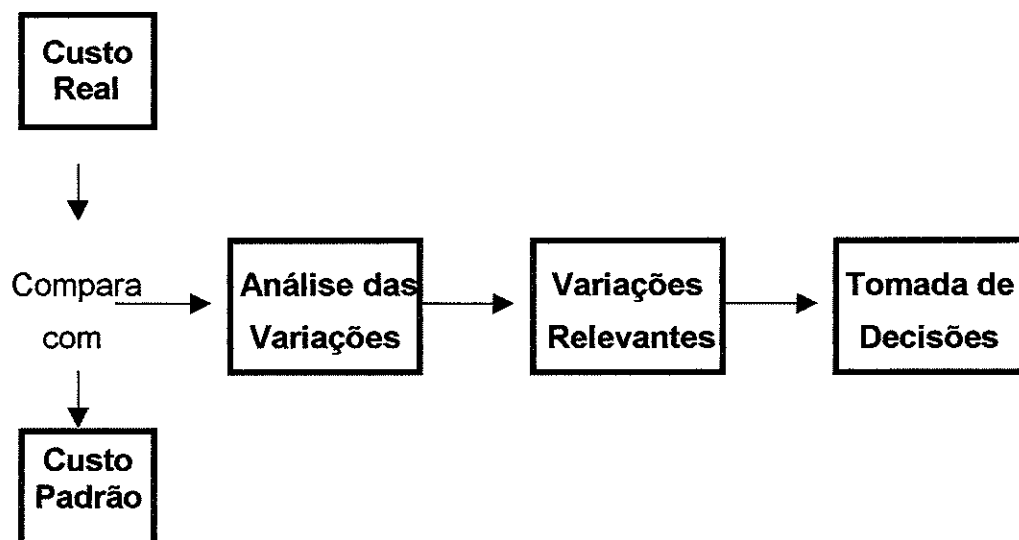 Custo
Real
Compara
com
Análise das
Variações
Variações
Relevantes
Tomada de
Decisões
Custo
Padrão